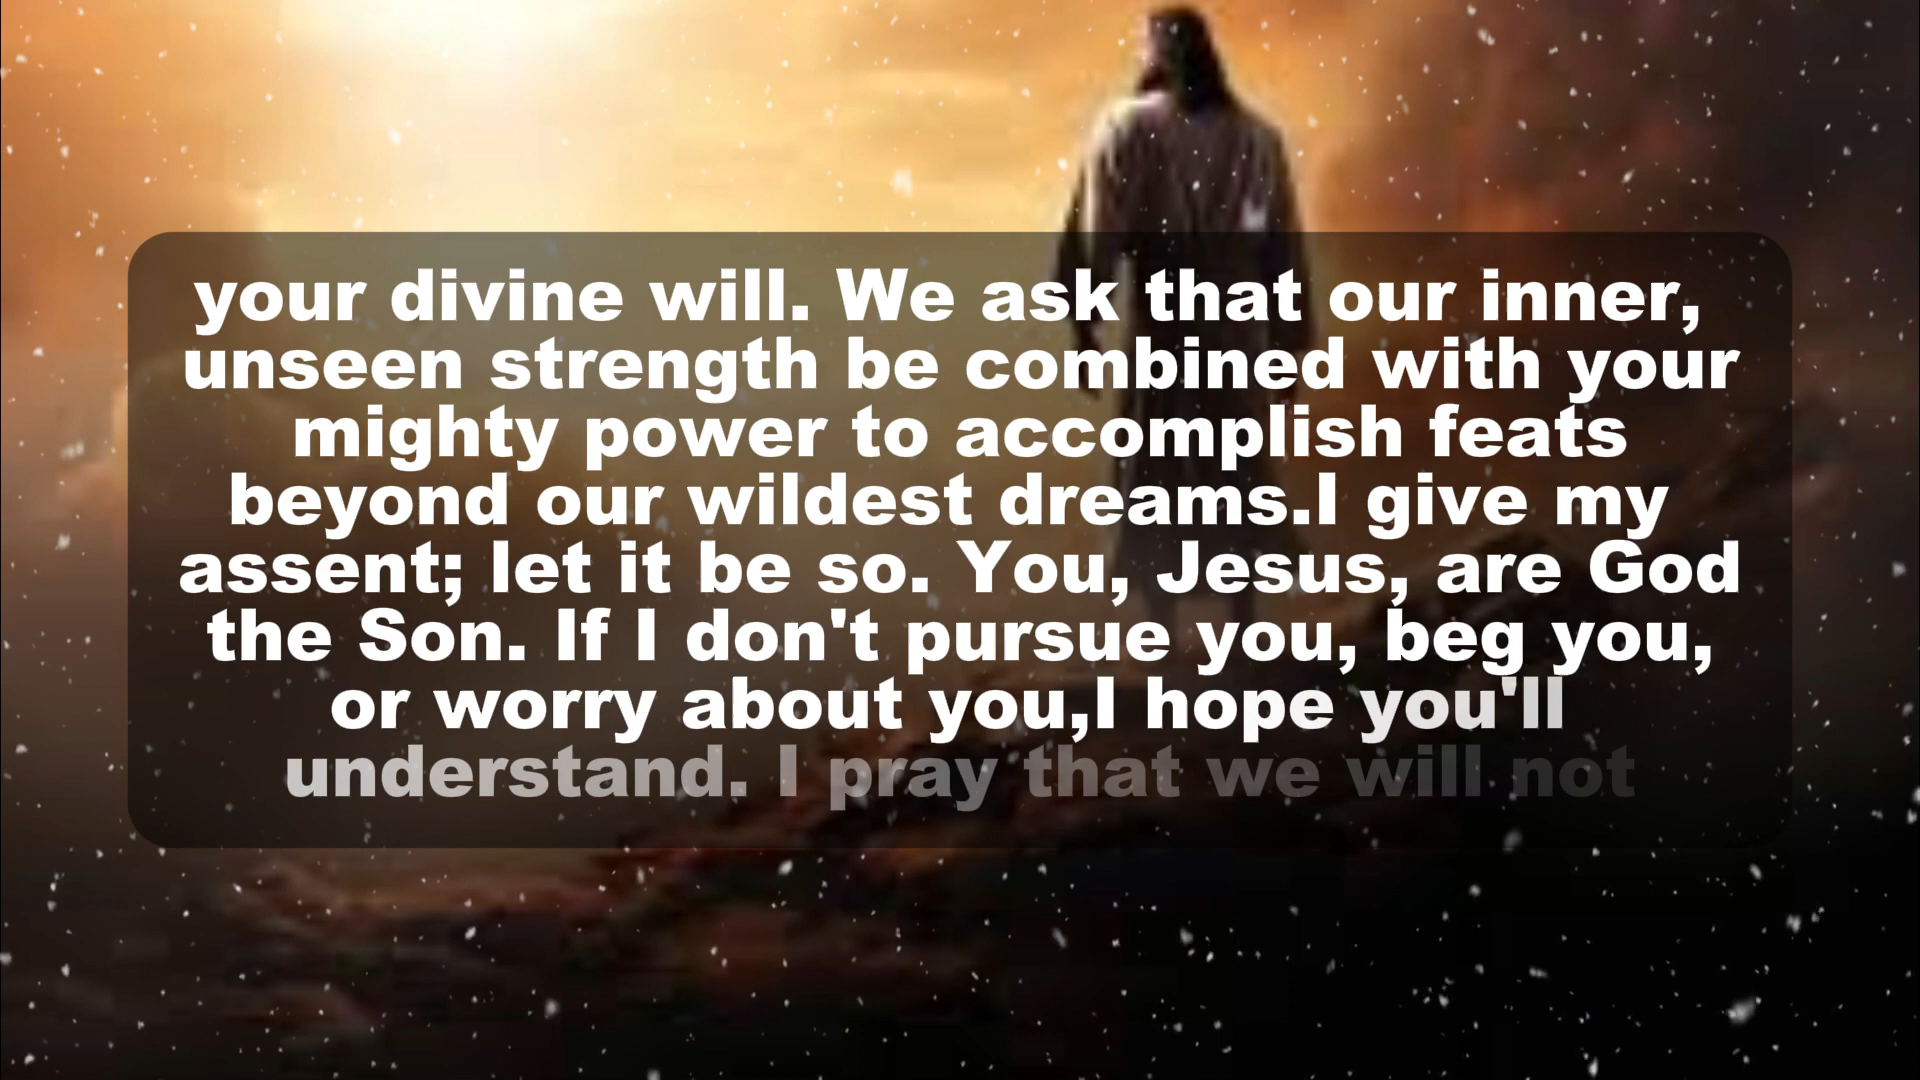 your divine will. We ask that our inner,
unseen strength be combined with your
mighty power to accomplish feats
beyond our wildest dreams.I give my
assent; let it be so. You, Jesus, are God
the Son. If I don't pursue you, beg you,
or worry about you,I hope you'll
understand. I pray that we will not